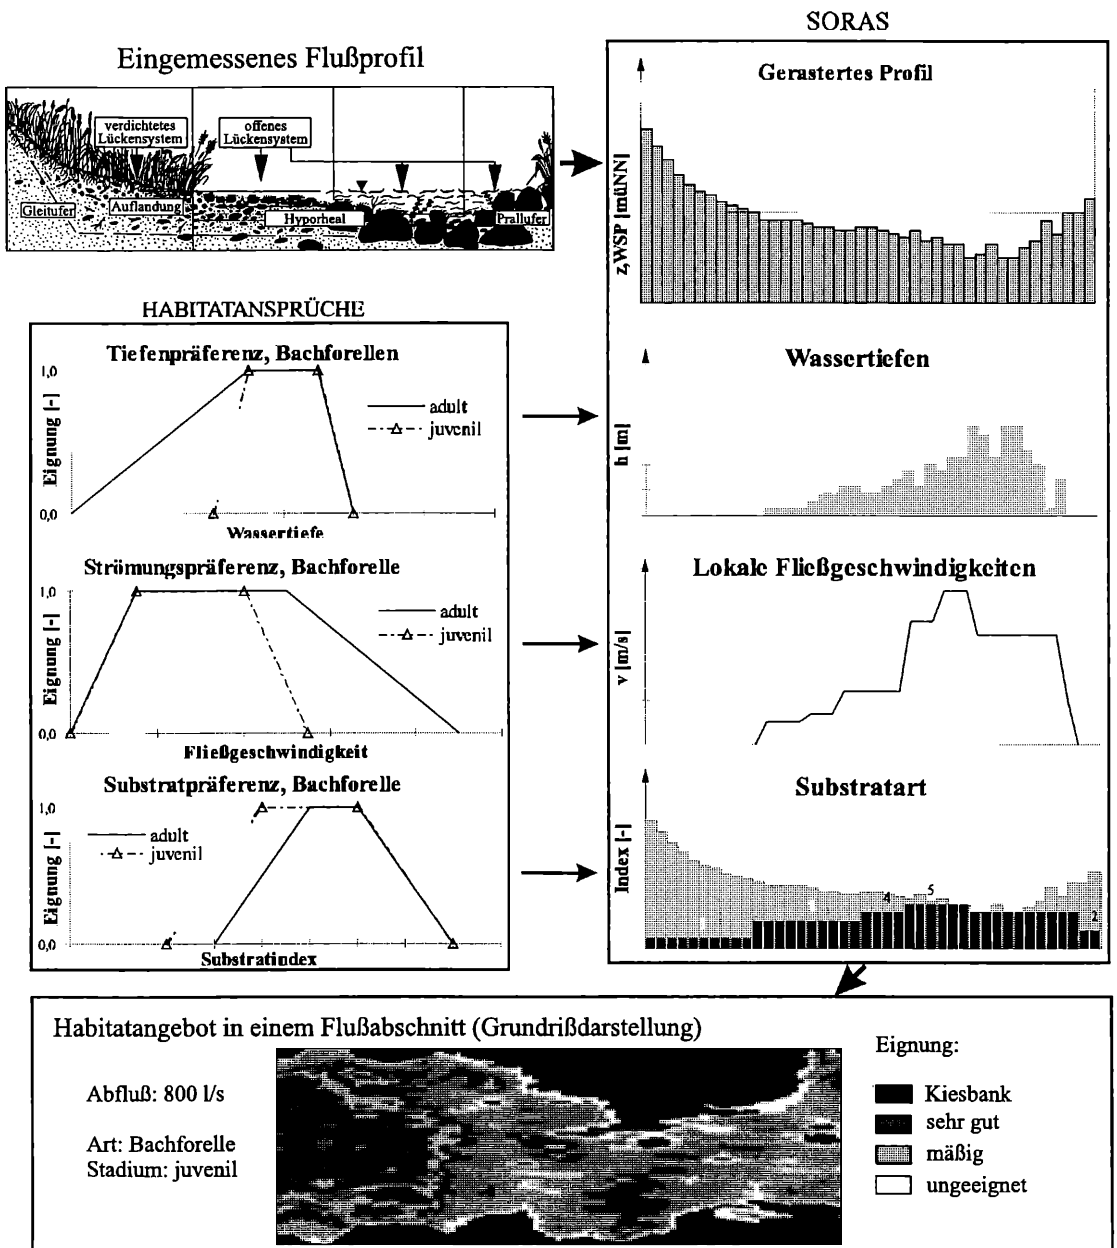 Eingemessenes Flußprofil
verdichtetes
Lückensystem
offenes
Lückensystem
Gleitufer
Auflandung
Hyporheal
Prallufer
SORAS
Gerastertes Profil
z,WSP [müNN]
Wassertiefen
h [m]
Lokale Fließgeschwindigkeiten
v [m/s]
Substratart
Index [-]
4
5
2
HABITATANSPRÜCHE
Tiefenpräferenz, Bachforellen
1,0
Eignung [-]
adult
juvenil
0,0
Wassertiefe
Strömungspräferenz, Bachforelle
1,0
Eignung [-]
adult
juvenil
0,0
Fließgeschwindigkeit
Substratpräferenz, Bachforelle
1,0
Eignung [-]
adult
juvenil
0,0
Substratindex
Habitatangebot in einem Flußabschnitt (Grundrißdarstellung)
Abfluß: 800 l/s
Art: Bachforelle
Stadium: juvenil
Eignung:
Kiesbank
sehr gut
mäßig
ungeeignet